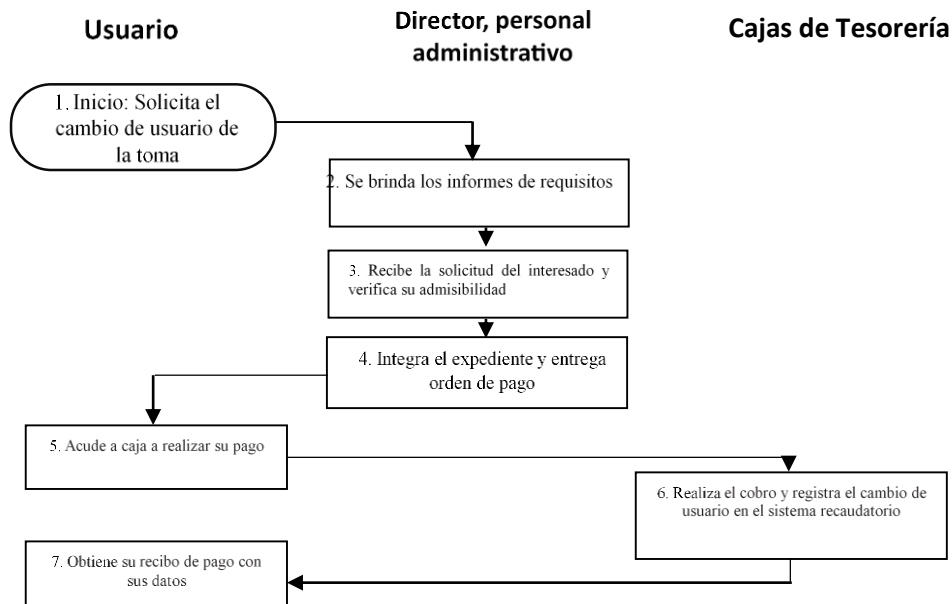 Usuario
Director, personal
administrativo
Cajas de Tesorería
1. Inicio: Solicita el
cambio de usuario de
la toma
2. Se brinda los informes de requisitos
3. Recibe la solicitud del interesado y
verifica su admisibilidad
4. Integra el expediente y entrega
orden de pago
5. Acude a caja a realizar su pago
6. Realiza el cobro y registra el cambio de
usuario en el sistema recaudatorio
7. Obtiene su recibo de pago con
sus datos